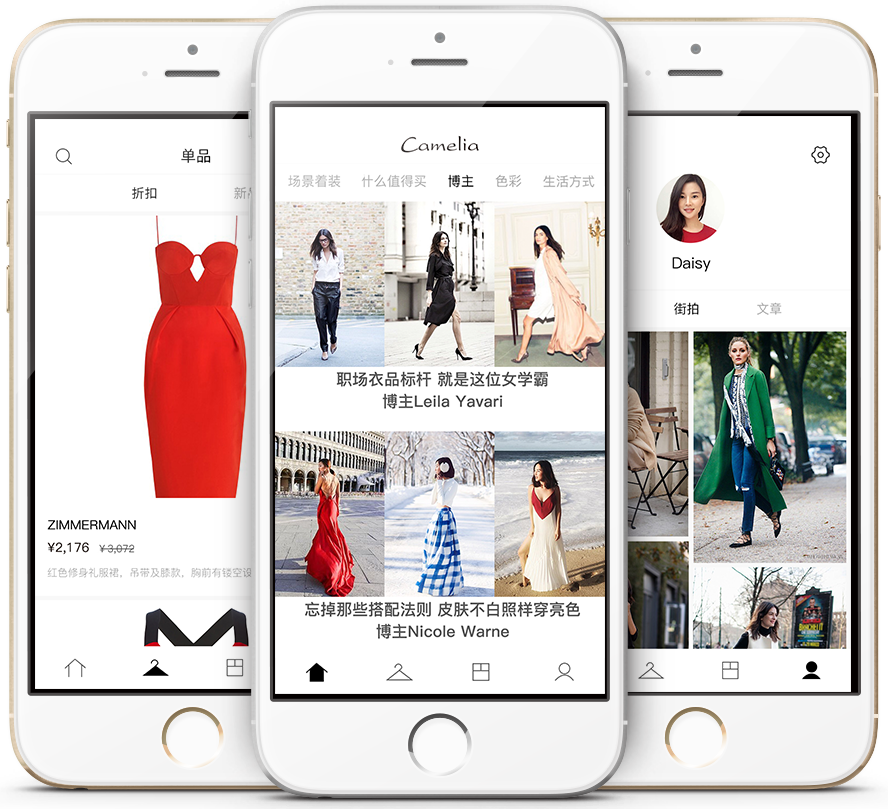 单品
折扣
新
ZIMMERMANN
¥2,176 ¥3,072
红色修身礼服裙，吊带及膝款，胸前有镂空设
Camelia
场景着装 什么值得买 博主 色彩 生活方式
职场衣品标杆 就是这位女学霸
博主Leila Yavari
忘掉那些搭配法则 皮肤不白照样穿亮色
博主Nicole Warne
Daisy
街拍 文章